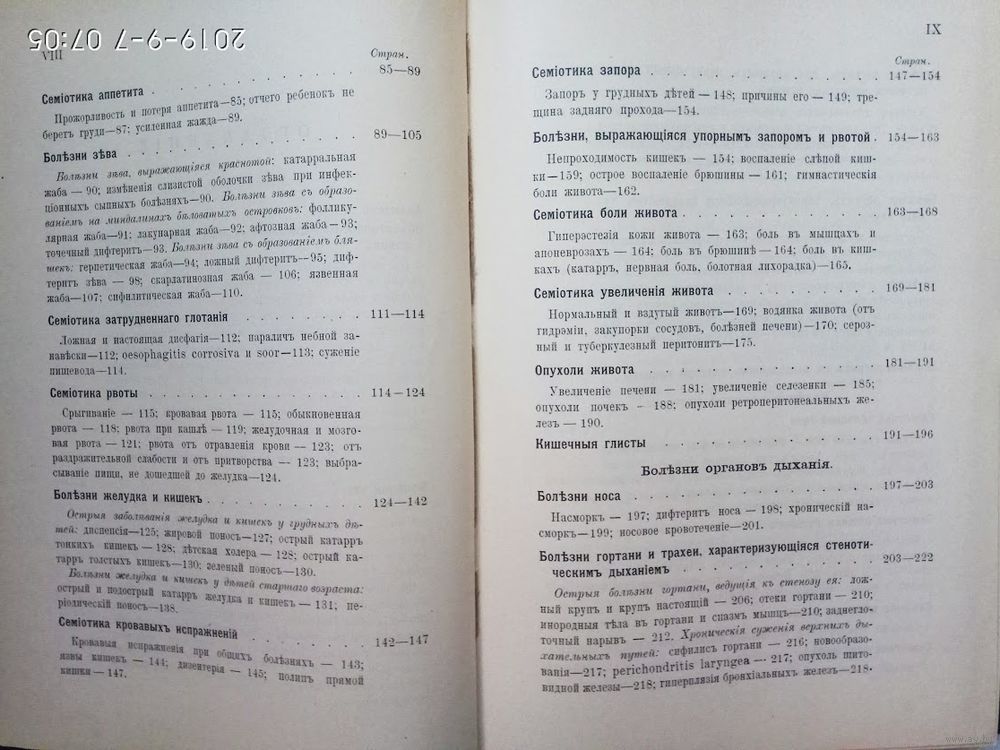 2019-9-7 07:05
VIII
Стран.
Семіотика аппетита . . . . . . . . . . . . 85—89
Прожорливость и потеря аппетита—85; отчего ребенокъ не
беретъ груди—87; усиленная жажда—89.
Болѣзни зѣва . . . . . . . . . . . . 89—105
Болѣзни зѣва, выражающіяся краснотой: катарральная
жаба — 90; измѣненія слизистой оболочки зѣва при инфек-
ціонныхъ сыпныхъ болѣзняхъ—90. Болѣзни зѣва съ образо-
ваніемъ на миндалинахъ бѣловатыхъ островковъ: фоллику-
лярная жаба—91; лакунарная жаба—92; афтозная жаба—93;
точечный дифтеритъ—93. Болѣзни зѣва съ образованіемъ бля-
шекъ: герпетическая жаба—94; ложный дифтеритъ—95; диф-
теритъ зѣва — 98; скарлатинозная жаба — 106; язвенная
жаба—107; сифилитическая жаба—110.
Семіотика затрудненнаго глотанія . . . . . . . . 111—114
Ложная и настоящая дисфагія—112; параличъ небной за-
навѣски—112; oesophagitis corrosiva и soor—113; суженіе
пищевода—114.
Семіотика рвоты . . . . . . . . . . . . 114—124
Срыгиваніе — 115; кровавая рвота — 115; обыкновенная
рвота — 118; рвота при кашлѣ — 119; желудочная и мозго-
вая рвота — 121; рвота отъ отравленія крови — 123; отъ
раздражительной слабости и отъ притворства — 123; выбра-
сываніе пищи, не дошедшей до желудка—124.
Болѣзни желудка и кишекъ . . . . . . . . . . 124—142
Острыя заболѣванія желудка и кишекъ у грудныхъ дѣ-
тей: диспепсія—125; жировой поносъ—127; острый катарръ
тонкихъ кишекъ — 128; дѣтская холера — 128; острый ка-
тарръ толстыхъ кишекъ—130; зеленый поносъ—130.
Болѣзни желудка и кишекъ у дѣтей старшаго возраста:
острый и подострый катарръ желудка и кишекъ — 131; пе-
ріодическій поносъ—138.
Семіотика кровавыхъ испражненій . . . . . . . . 142—147
Кровавыя испражненія при общихъ болѣзняхъ — 143;
язвы кишекъ — 144; дизентерія — 145; полипъ прямой
кишки—147.
IX
Стран.
Семіотика запора . . . . . . . . . . . . 147—154
Запоръ у грудныхъ дѣтей — 148; причины его — 149; тре-
щина задняго прохода—154.
Болѣзни, выражающіяся упорнымъ запоромъ и рвотой . 154—163
Непроходимость кишекъ — 154; воспаленіе слѣпой киш-
ки—159; острое воспаленіе брюшины — 161; гимнастическія
боли живота—162.
Семіотика боли живота . . . . . . . . . . . 163—168
Гиперэстезія кожи живота — 163; боль въ мышцахъ и
апоневрозахъ — 164; боль въ брюшинѣ—164; боль въ киш-
кахъ (катарръ, нервная боль, болотная лихорадка)—165.
Семіотика увеличенія живота . . . . . . . . . . 169—181
Нормальный и вздутый животъ—169; водянка живота (отъ
гидрэміи, закупорки сосудовъ, болѣзней печени)—170; сероз-
ный и туберкулезный перитонитъ—175.
Опухоли живота . . . . . . . . . . . . 181—191
Увеличеніе печени — 181; увеличеніе селезенки — 185;
опухоли почекъ — 188; опухоли ретроперитонеальныхъ же-
лезъ — 190.
Кишечные глисты . . . . . . . . . . . . 191—196
Болѣзни органовъ дыханія.
Болѣзни носа . . . . . . . . . . . . 197—203
Насморкъ — 197; дифтеритъ носа — 198; хроническій на-
сморкъ—199; носовое кровотеченіе—201.
Болѣзни гортани и трахеи, характеризующіяся стеноти-
ческимъ дыханіемъ . . . . . . . . . . 203—222
Острыя болѣзни гортани, ведущія къ стенозу ея: лож-
ный крупъ и крупъ настоящій — 206; отеки гортани — 210;
инородныя тѣла въ гортани и спазмъ мышцъ—210; заднегло-
точный нарывъ — 212. Хроническія суженія верхнихъ ды-
хательныхъ путей: сифилисъ гортани — 216; новообразо-
ванія—217; perichondritis laryngea — 217; опухоль щито-
видной железы—218; гиперплязія бронхіальныхъ железъ—218.